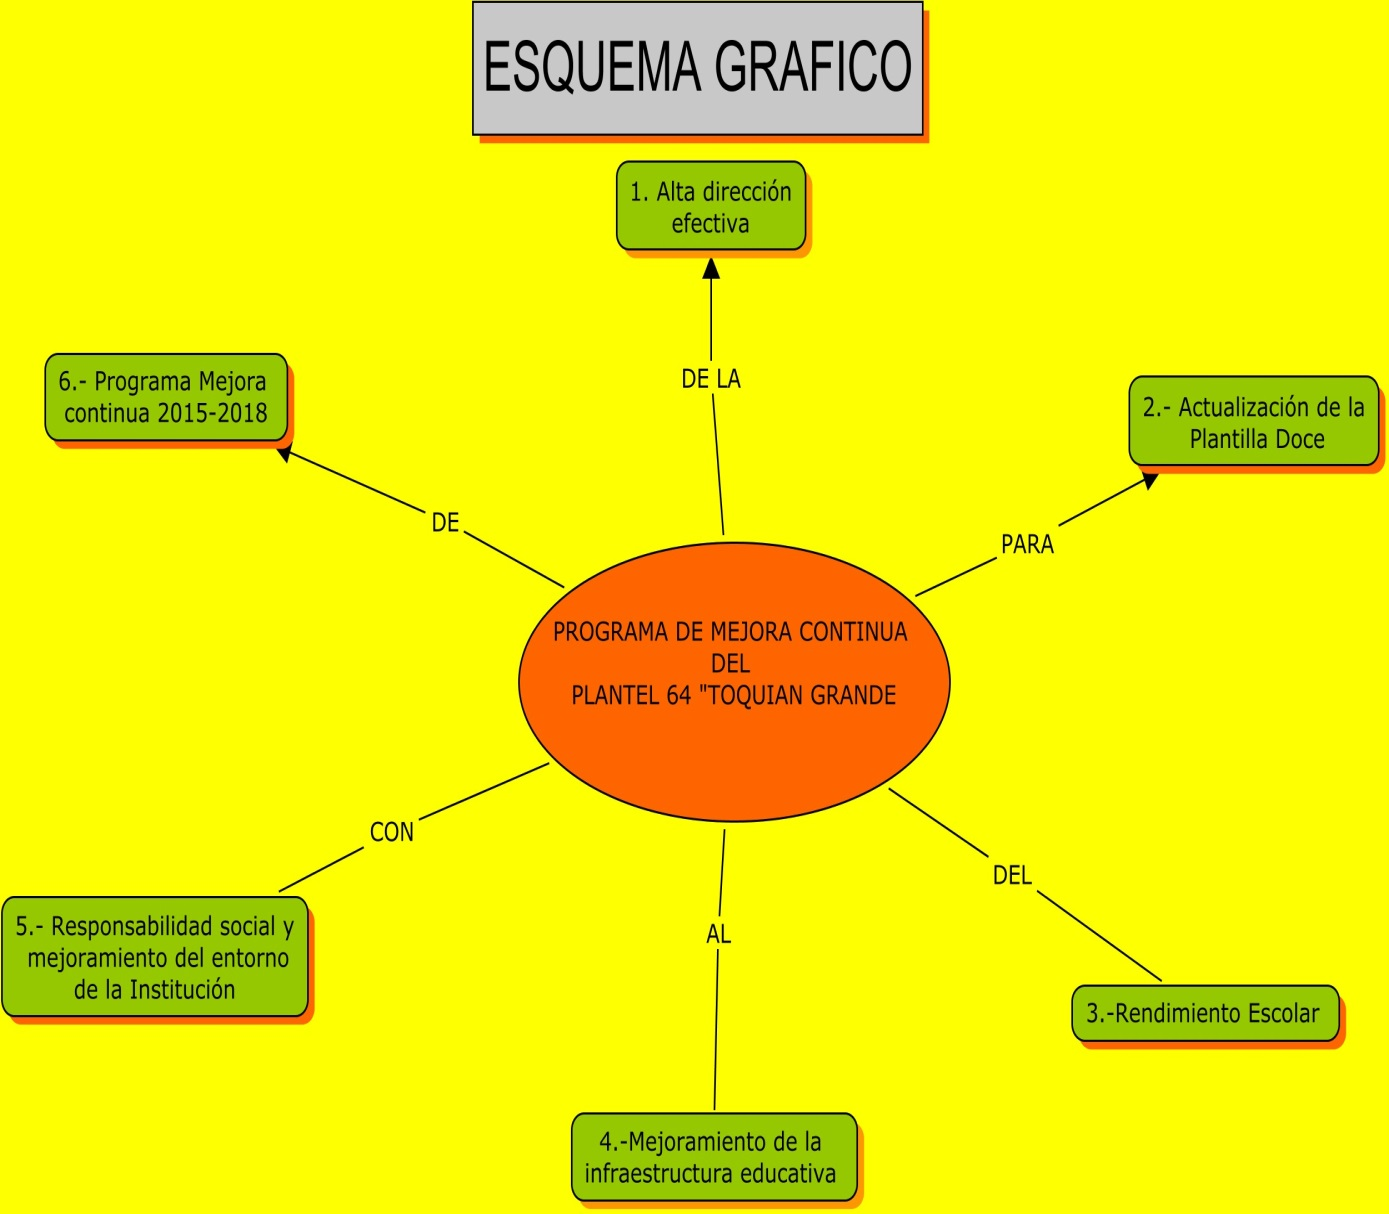 ESQUEMA GRAFICO
1. Alta dirección
efectiva
DE LA
6.- Programa Mejora
continua 2015-2018
2.- Actualización de la
Plantilla Doce
DE
PARA
PROGRAMA DE MEJORA CONTINUA
DEL
PLANTEL 64 "TOQUIAN GRANDE
CON
DEL
AL
5.- Responsabilidad social y
mejoramiento del entorno
de la Institución
3.-Rendimiento Escolar
4.-Mejoramiento de la
infraestructura educativa